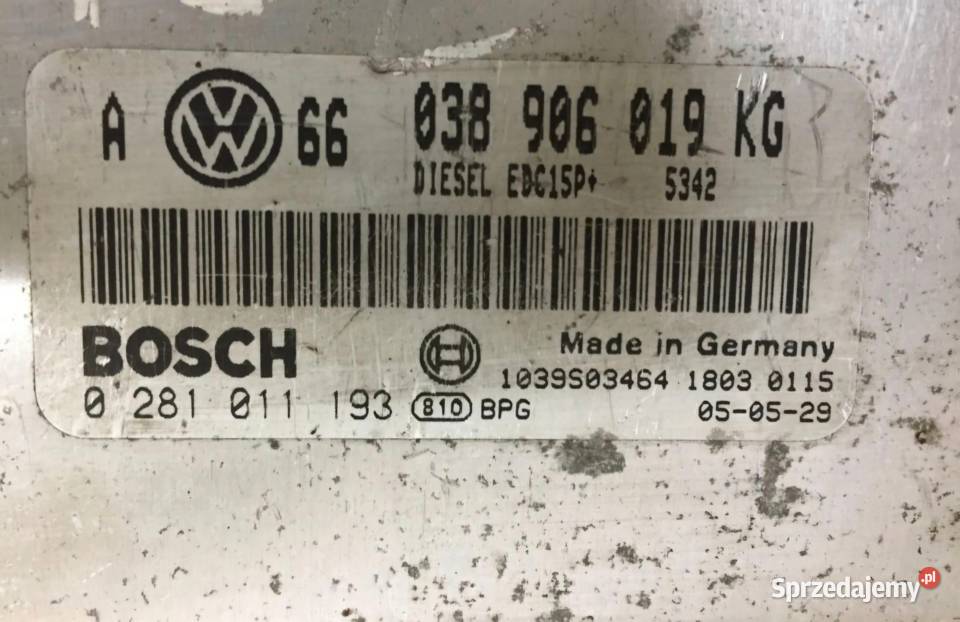 A VW 66 038 906 019 KG
DIESEL EDC15P+ 5342
BOSCH
Made in Germany
1039S03464 1803 0115
0 281 011 193 810 BPG 05-05-29
Sprzedajemy.pl